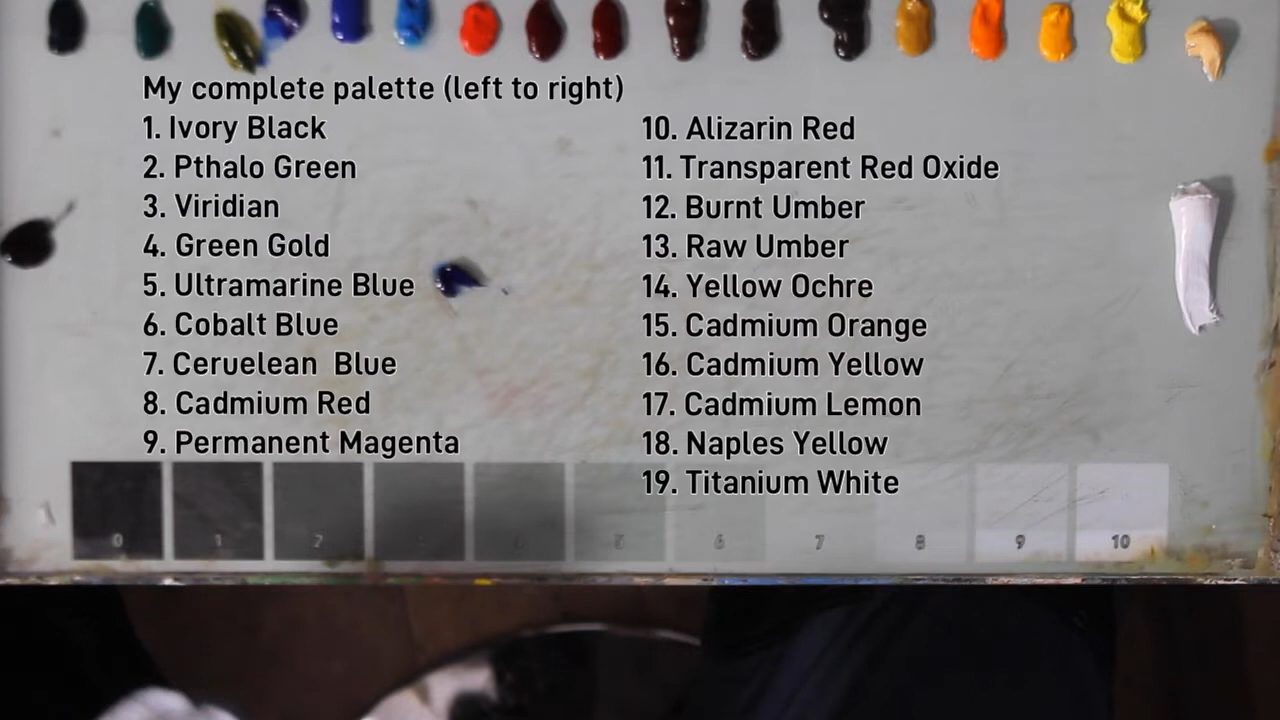 My complete palette (left to right)
1. Ivory Black
2. Pthalo Green
3. Viridian
4. Green Gold
5. Ultramarine Blue
6. Cobalt Blue
7. Ceruelean  Blue
8. Cadmium Red
9. Permanent Magenta
10. Alizarin Red
11. Transparent Red Oxide
12. Burnt Umber
13. Raw Umber
14. Yellow Ochre
15. Cadmium Orange
16. Cadmium Yellow
17. Cadmium Lemon
18. Naples Yellow
19. Titanium White
0 1 2 5 6 7 8 9 10